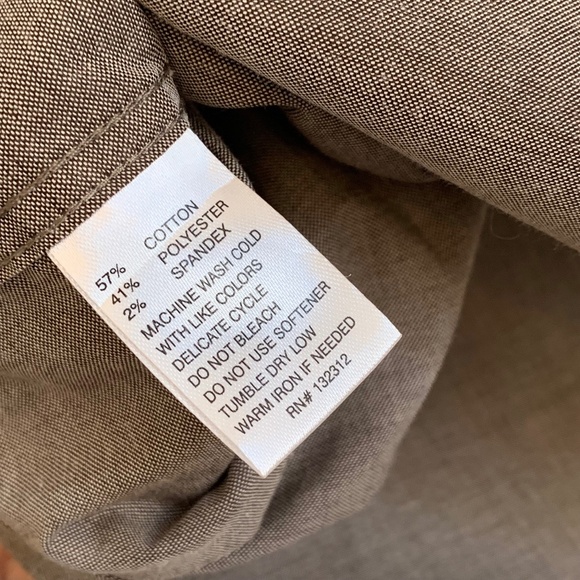 57% COTTON
41% POLYESTER
2% SPANDEX
MACHINE WASH COLD
WITH LIKE COLORS
DELICATE CYCLE
DO NOT BLEACH
DO NOT USE SOFTENER
TUMBLE DRY LOW
WARM IRON IF NEEDED
RN# 132312